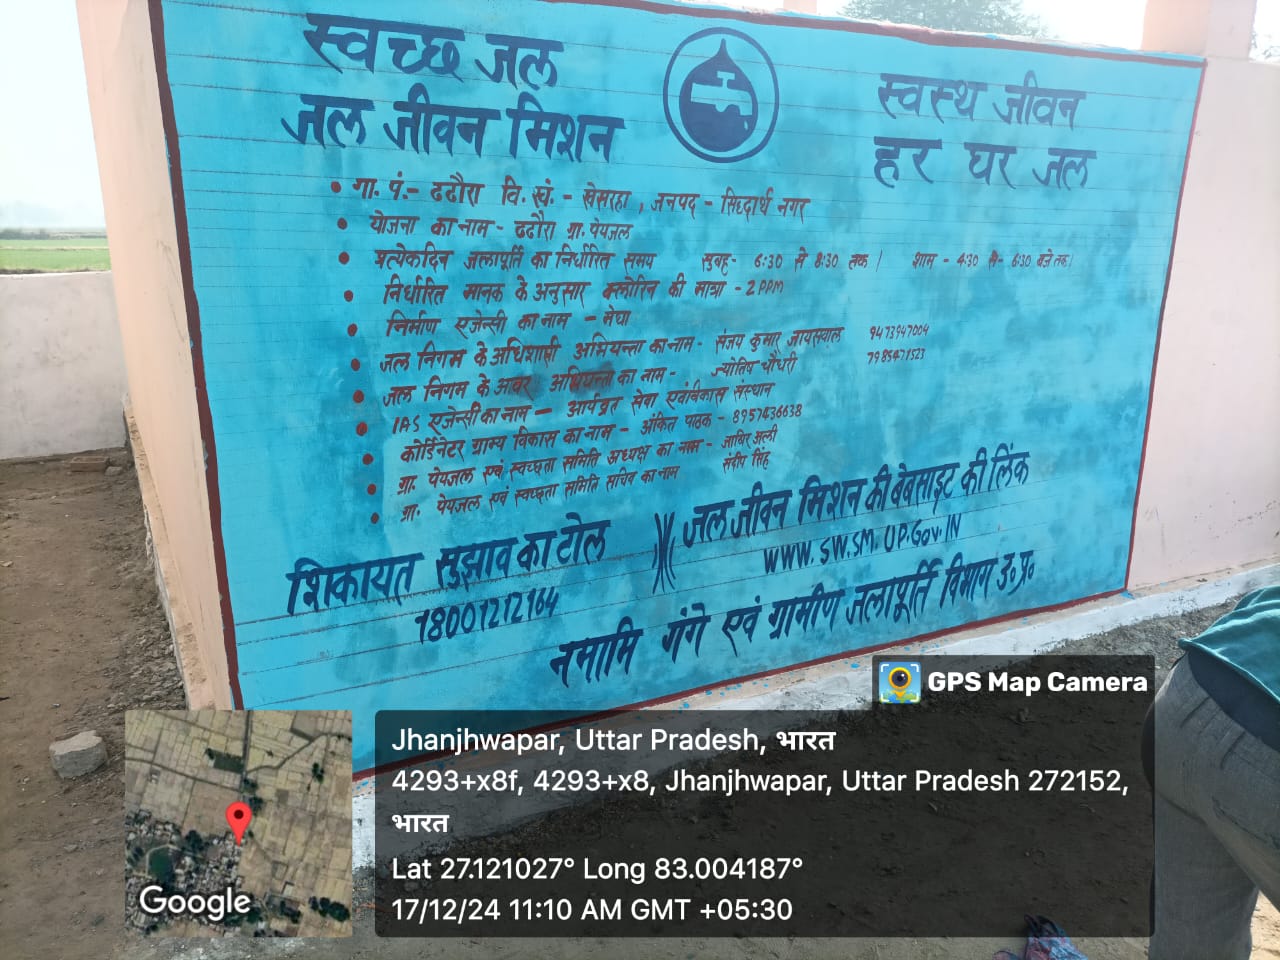 स्वच्छ जल
जल जीवन मिशन
स्वस्थ जीवन
हर घर जल
• गा. पं.- ढढौरा वि. खं. - खेसरहा, जनपद - सिद्दार्थ नगर
• योजना का नाम - ढढौरा ग्रा. पेयजल
• प्रत्येकदिन जलापूर्ति का निर्धारित समय सुबह- 6:30 से 8:30 तक। शाम - 4:30 से- 6:30 बजे तक।
• निर्धारित मानक के अनुसार क्लोरिन की मात्रा - 2 PPM
• निर्माण एजेन्सी का नाम - मेघा
• जल निगम के अधिशाषी अभियन्ता का नाम- संजय कुमार जायसवाल 9473947004
• जल निगम के अवर अभियन्ता का नाम - ज्योतिष चौधरी 7985471523
• IAS एजेन्सी का नाम - आर्यव्रत सेवा एवं विकास संस्थान
• कोर्डिनेटर ग्राम्य विकास का नाम - अंकित पाठक - 8957436638
• ग्रा. पेयजल एवं स्वच्छता समिति अध्यक्ष का नाम - जाविर अली
• ग्रा. पेयजल एवं स्वच्छता समिति सचिव का नाम संदीप सिंह
शिकायत सुझाव का टोल
18001212164
जल जीवन मिशन की बेबसाइट की लिंक
WWW. SW.SM. UP.Gov.IN
नमामि गंगे एवं ग्रामीण जलापूर्ति विभाग उ॰ प्र॰
GPS Map Camera
Jhanjhwapar, Uttar Pradesh, भारत
4293+x8f, 4293+x8, Jhanjhwapar, Uttar Pradesh 272152,
भारत
Lat 27.121027° Long 83.004187°
17/12/24 11:10 AM GMT +05:30
Google